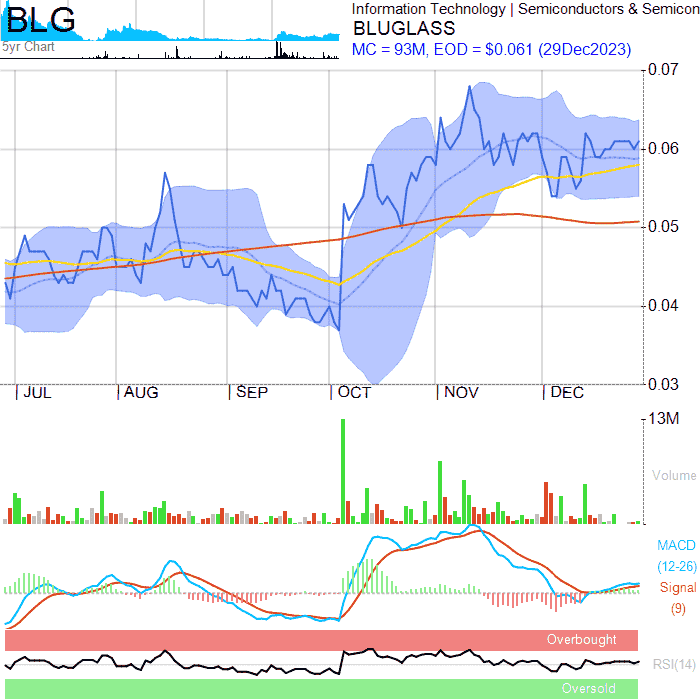 BLG
5yr Chart
Information Technology | Semiconductors & Semicon
BLUGLASS
MC = 93M, EOD = $0.061 (29Dec2023)
0.07
0.06
0.05
0.04
0.03
JUL
AUG
SEP
OCT
NOV
DEC
13M
Volume
MACD
(12-26)
Signal
(9)
Overbought
RSI(14)
Oversold